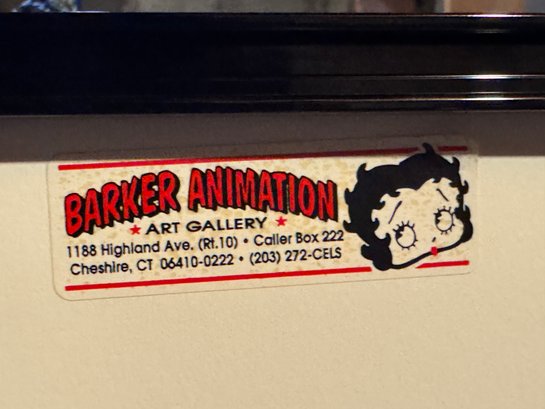 BARKER ANIMATION
★ ART GALLERY ★
1188 Highland Ave. (Rt.10) • Caller Box 222
Cheshire, CT 06410-0222 • (203) 272-CELS